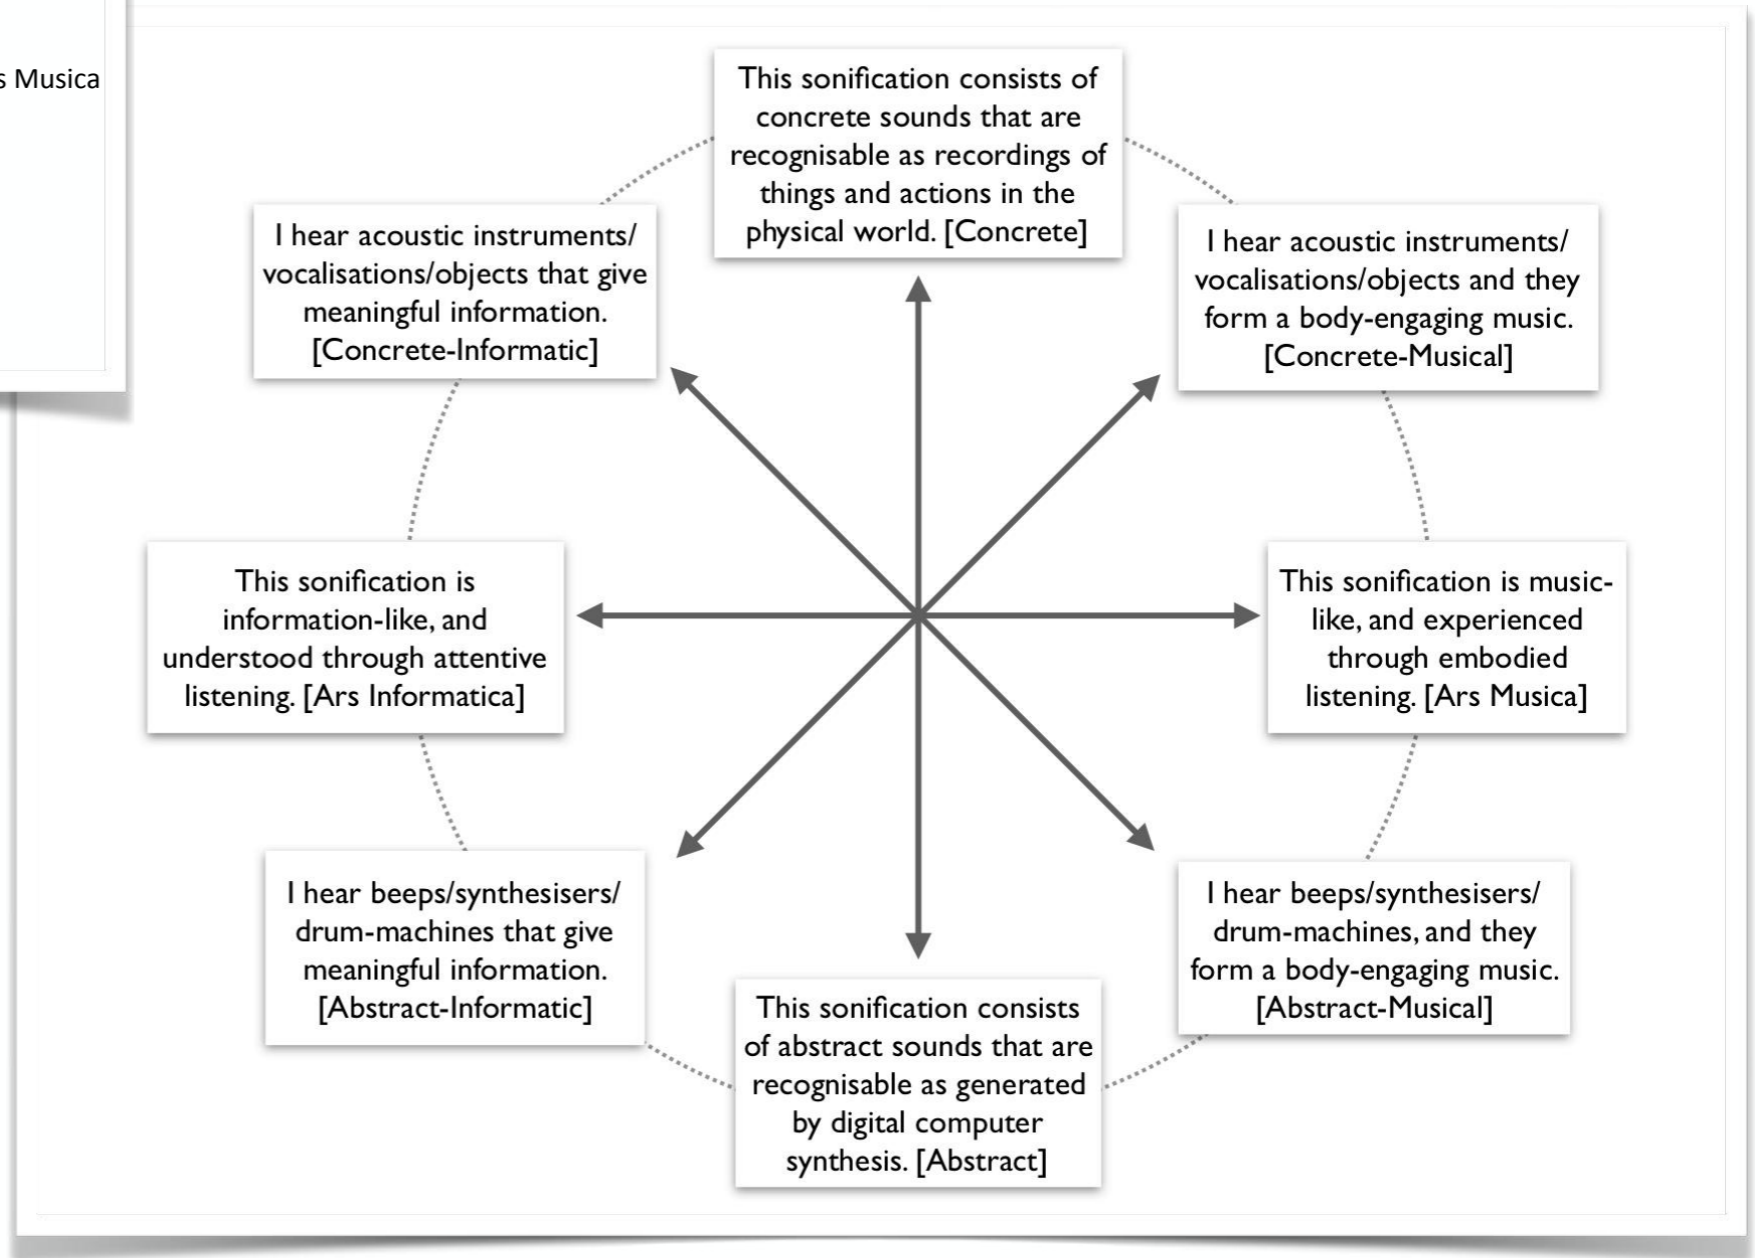 s Musica
This sonification consists of
concrete sounds that are
recognisable as recordings of
things and actions in the
physical world. [Concrete]
I hear acoustic instruments/
vocalisations/objects that give
meaningful information.
[Concrete-Informatic]
I hear acoustic instruments/
vocalisations/objects and they
form a body-engaging music.
[Concrete-Musical]
This sonification is
information-like, and
understood through attentive
listening. [Ars Informatica]
This sonification is music-
like, and experienced
through embodied
listening. [Ars Musica]
I hear beeps/synthesisers/
drum-machines that give
meaningful information.
[Abstract-Informatic]
I hear beeps/synthesisers/
drum-machines, and they
form a body-engaging music.
[Abstract-Musical]
This sonification consists
of abstract sounds that are
recognisable as generated
by digital computer
synthesis. [Abstract]